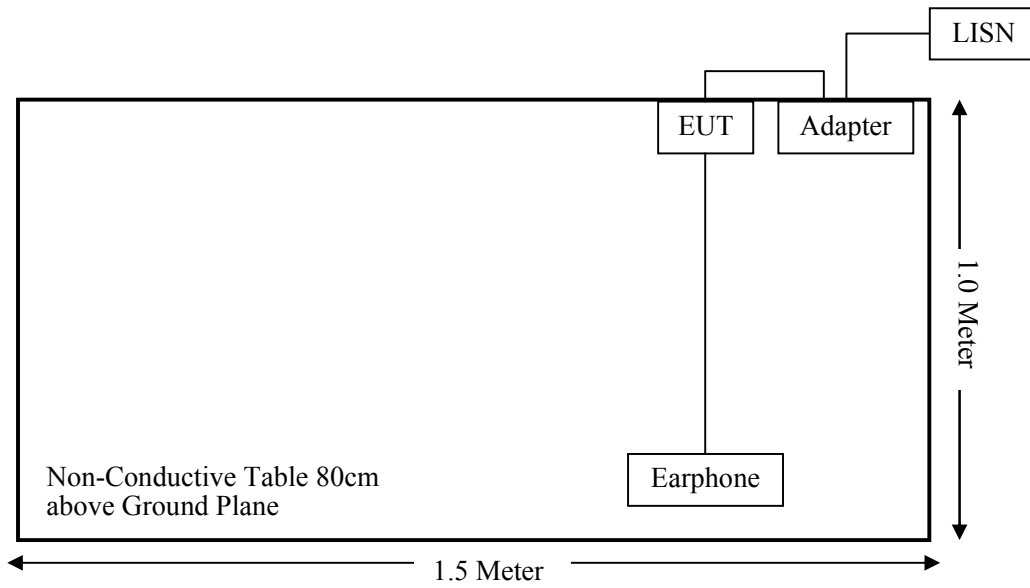 LISN
EUT
Adapter
1.0 Meter
Earphone
Non-Conductive Table 80cm
above Ground Plane
1.5 Meter